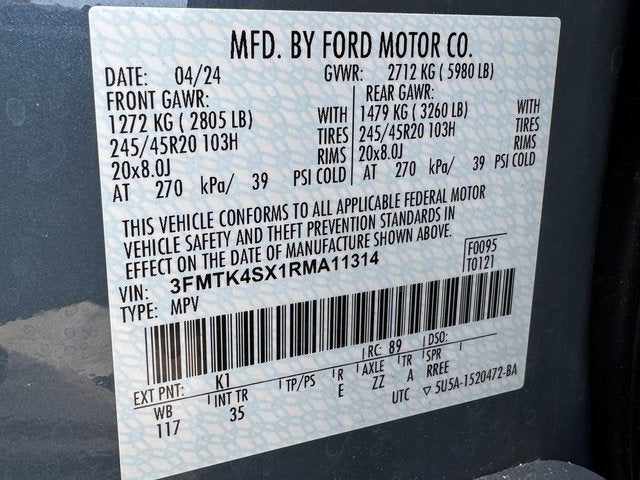 MFD. BY FORD MOTOR CO.
DATE: 04/24 GVWR: 2712 KG ( 5980 LB)
FRONT GAWR: REAR GAWR:
1272 KG ( 2805 LB) WITH 1479 KG ( 3260 LB) WITH
245/45R20 103H TIRES 245/45R20 103H TIRES
20x8.0J RIMS 20x8.0J RIMS
AT 270 kPa/ 39 PSI COLD AT 270 kPa/ 39 PSI COLD
THIS VEHICLE CONFORMS TO ALL APPLICABLE FEDERAL MOTOR
VEHICLE SAFETY AND THEFT PREVENTION STANDARDS IN
EFFECT ON THE DATE OF MANUFACTURE SHOWN ABOVE.
F0095
VIN: 3FMTK4SX1RMA11314 T0121
TYPE: MPV
EXT PNT: K1 RC: 89 DSO:
WB INT TR TP/PS R AXLE TR SPR
117 35 E ZZ A RREE
UTC ▽5U5A-1520472-BA